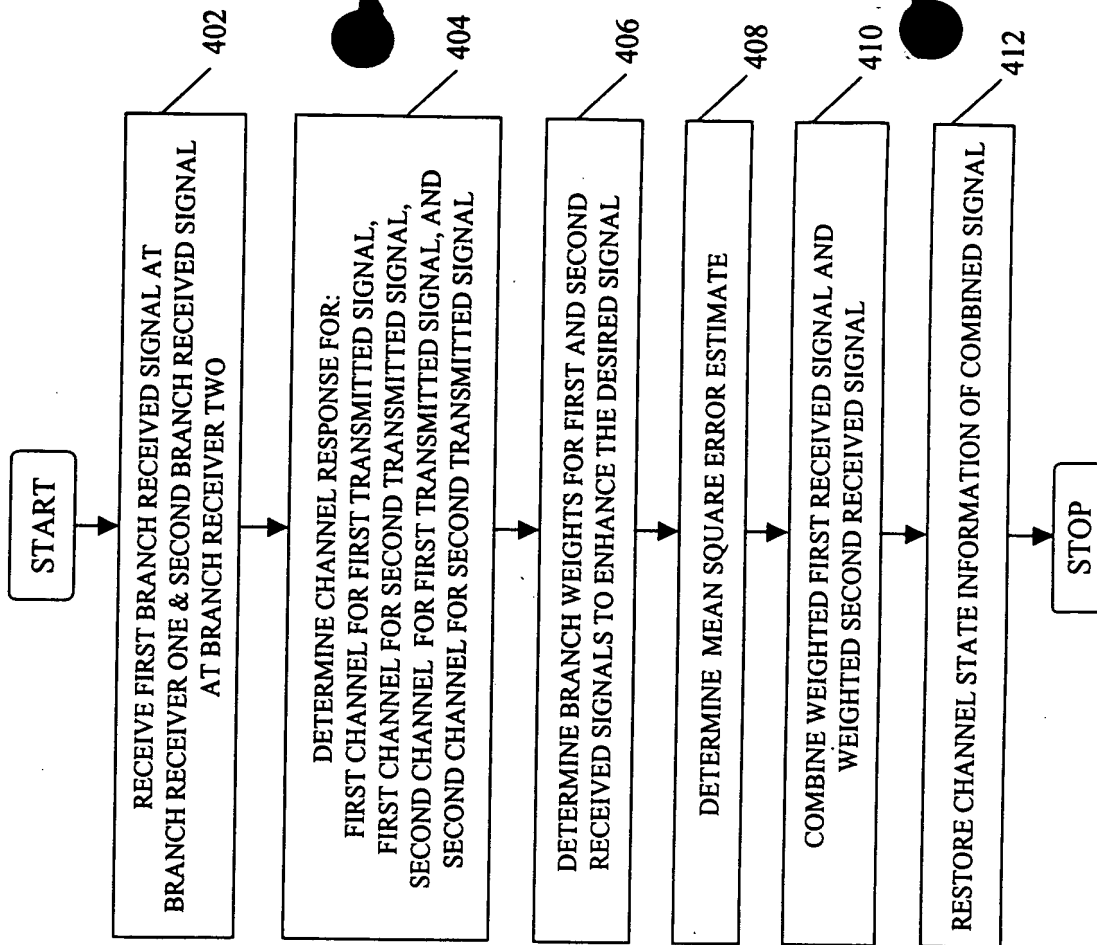 START
RECEIVE FIRST BRANCH RECEIVED SIGNAL AT
BRANCH RECEIVER ONE & SECOND BRANCH RECEIVED SIGNAL
AT BRANCH RECEIVER TWO
402
DETERMINE CHANNEL RESPONSE FOR:
FIRST CHANNEL FOR FIRST TRANSMITTED SIGNAL,
FIRST CHANNEL FOR SECOND TRANSMITTED SIGNAL,
SECOND CHANNEL FOR FIRST TRANSMITTED SIGNAL, AND
SECOND CHANNEL FOR SECOND TRANSMITTED SIGNAL
404
DETERMINE BRANCH WEIGHTS FOR FIRST AND SECOND
RECEIVED SIGNALS TO ENHANCE THE DESIRED SIGNAL
406
DETERMINE MEAN SQUARE ERROR ESTIMATE
408
COMBINE WEIGHTED FIRST RECEIVED SIGNAL AND
WEIGHTED SECOND RECEIVED SIGNAL
410
RESTORE CHANNEL STATE INFORMATION OF COMBINED SIGNAL
412
STOP